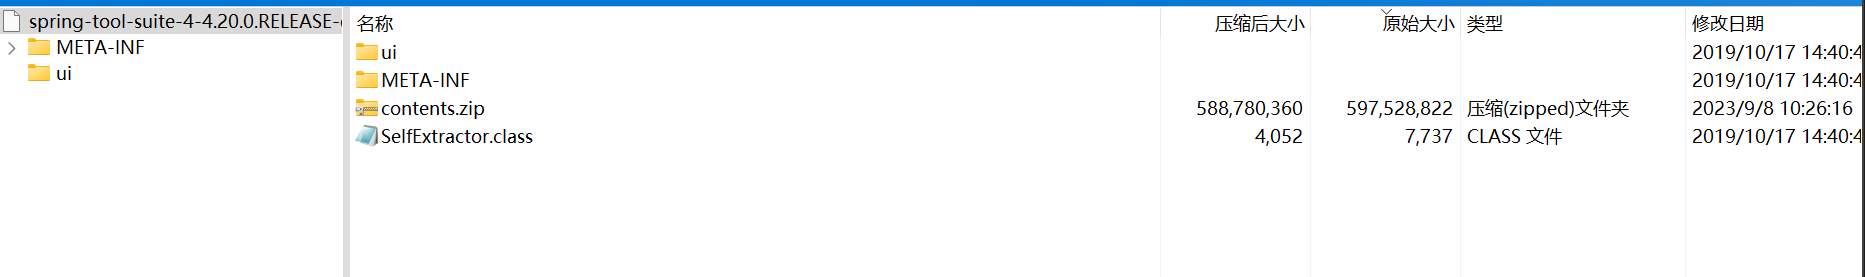 spring-tool-suite-4-4.20.0.RELEASE-
META-INF
ui
名称 压缩后大小 原始大小 类型 修改日期
ui 2019/10/17 14:40:4
META-INF 2019/10/17 14:40:4
contents.zip 588,780,360 597,528,822 压缩(zipped)文件夹 2023/9/8 10:26:16
SelfExtractor.class 4,052 7,737 CLASS 文件 2019/10/17 14:40:4